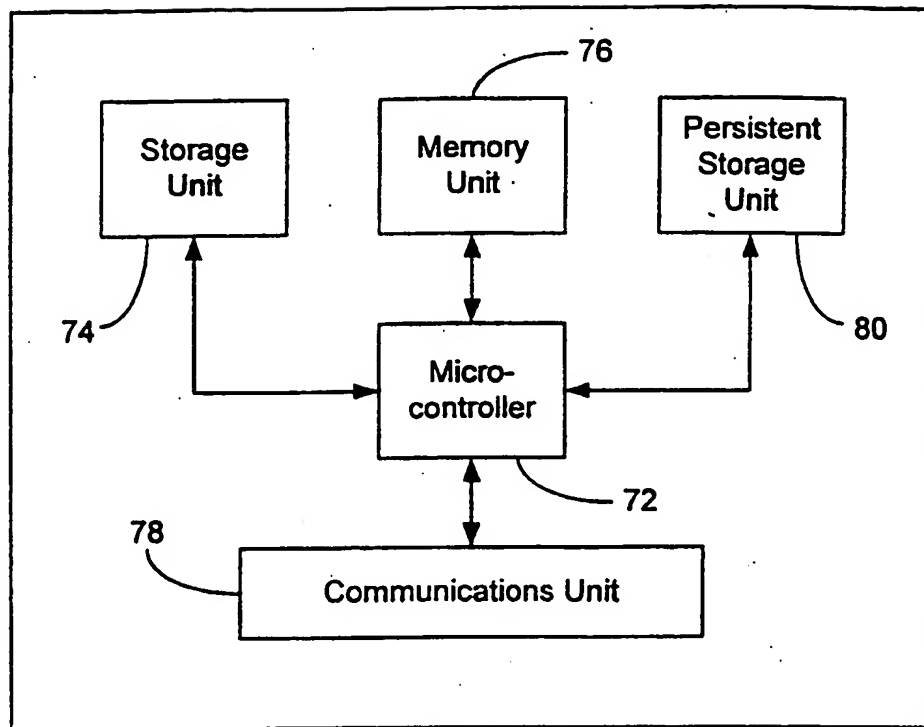 76
Storage
Unit
Memory
Unit
Persistent
Storage
Unit
74
80
Micro-
controller
72
78
Communications Unit